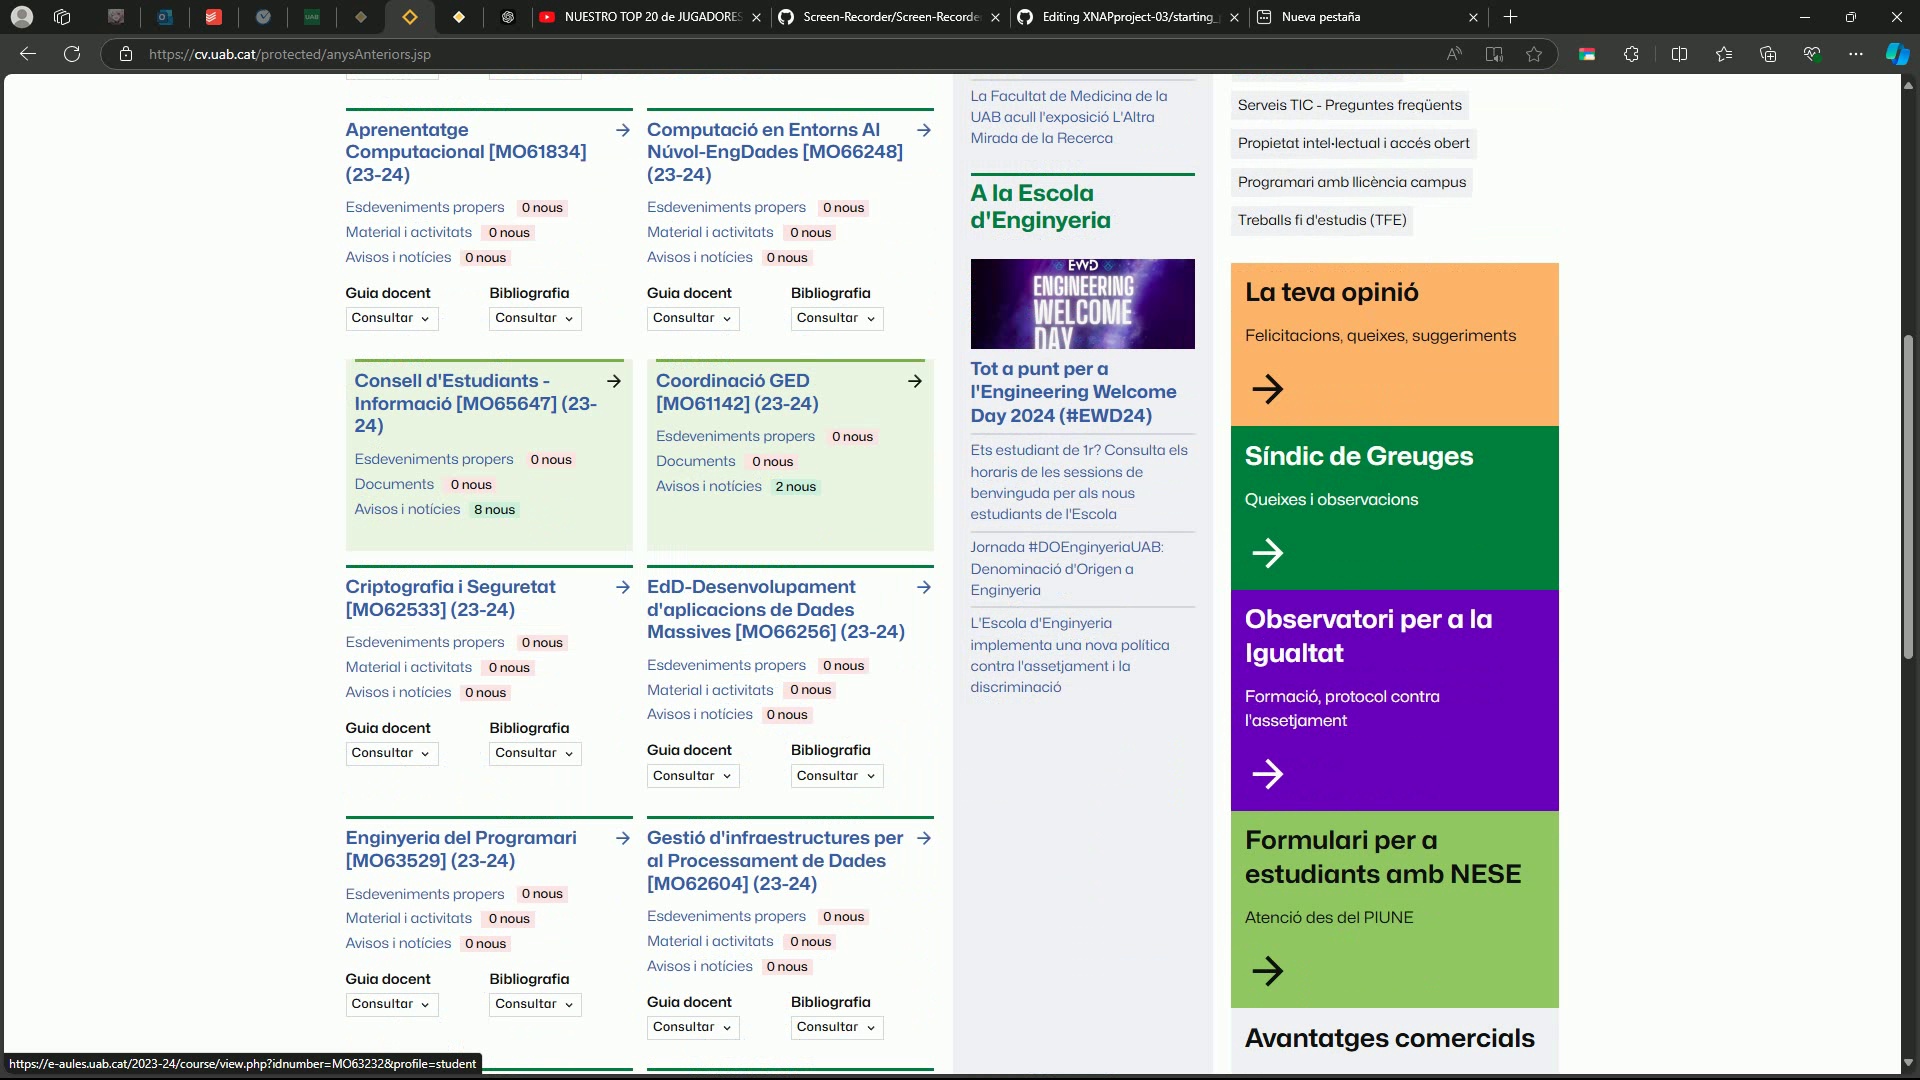 NUESTRO TOP 20 de JUGADORES
Screen-Recorder/Screen-Recorde
Editing XNAPproject-03/starting_
Nueva pestaña
https://cv.uab.cat/protected/anysAnteriors.jsp
Aprenentatge
Computacional [MO61834]
(23-24)
Esdeveniments propers 0 nous
Material i activitats 0 nous
Avisos i notícies 0 nous
Guia docent
Bibliografia
Consultar
Consultar
Computació en Entorns Al
Núvol-EngDades [MO66248]
(23-24)
Esdeveniments propers 0 nous
Material i activitats 0 nous
Avisos i notícies 0 nous
Guia docent
Bibliografia
Consultar
Consultar
Consell d'Estudiants -
Informació [MO65647] (23-
24)
Esdeveniments propers 0 nous
Documents 0 nous
Avisos i notícies 8 nous
Coordinació GED
[MO61142] (23-24)
Esdeveniments propers 0 nous
Documents 0 nous
Avisos i notícies 2 nous
Criptografia i Seguretat
[MO62533] (23-24)
Esdeveniments propers 0 nous
Material i activitats 0 nous
Avisos i notícies 0 nous
Guia docent
Bibliografia
Consultar
Consultar
EdD-Desenvolupament
d'aplicacions de Dades
Massives [MO66256] (23-24)
Esdeveniments propers 0 nous
Material i activitats 0 nous
Avisos i notícies 0 nous
Guia docent
Bibliografia
Consultar
Consultar
Enginyeria del Programari
[MO63529] (23-24)
Esdeveniments propers 0 nous
Material i activitats 0 nous
Avisos i notícies 0 nous
Guia docent
Bibliografia
Consultar
Consultar
Gestió d'infraestructures per
al Processament de Dades
[MO62604] (23-24)
Esdeveniments propers 0 nous
Material i activitats 0 nous
Avisos i notícies 0 nous
Guia docent
Bibliografia
Consultar
Consultar
La Facultat de Medicina de la
UAB acull l'exposició L'Altra
Mirada de la Recerca
A la Escola
d'Enginyeria
EWD
ENGINEERING
WELCOME
DAY
Tot a punt per a
l'Engineering Welcome
Day 2024 (#EWD24)
Ets estudiant de 1r? Consulta els
horaris de les sessions de
benvinguda per als nous
estudiants de l'Escola
Jornada #DOEnginyeriaUAB:
Denominació d'Origen a
Enginyeria
L'Escola d'Enginyeria
implementa una nova política
contra l'assetjament i la
discriminació
Serveis TIC - Preguntes freqüents
Propietat intel·lectual i accés obert
Programari amb llicència campus
Treballs fi d'estudis (TFE)
La teva opinió
Felicitacions, queixes, suggeriments
Síndic de Greuges
Queixes i observacions
Observatori per a la
Igualtat
Formació, protocol contra
l'assetjament
Formulari per a
estudiants amb NESE
Atenció des del PIUNE
Avantatges comercials
https://e-aules.uab.cat/2023-24/course/view.php?idnumber=MO63232&profile=student